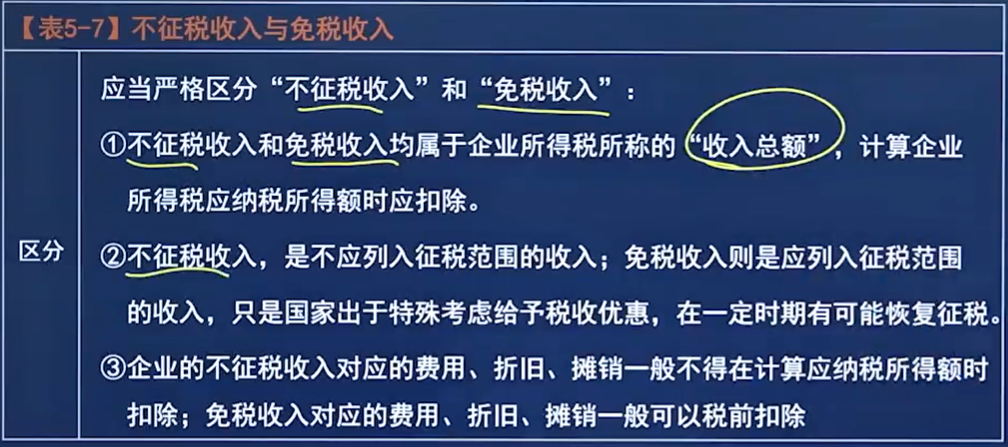 【表5-7】不征税收入与免税收入
应当严格区分“不征税收入”和“免税收入”：
①不征税收入和免税收入均属于企业所得税所称的“收入总额”，计算企业
所得税应纳税所得额时应扣除。
区分
②不征税收入，是不应列入征税范围的收入；免税收入则是应列入征税范围
的收入，只是国家出于特殊考虑给予税收优惠，在一定时期有可能恢复征税。
③企业的不征税收入对应的费用、折旧、摊销一般不得在计算应纳税所得额时
扣除；免税收入对应的费用、折旧、摊销一般可以税前扣除